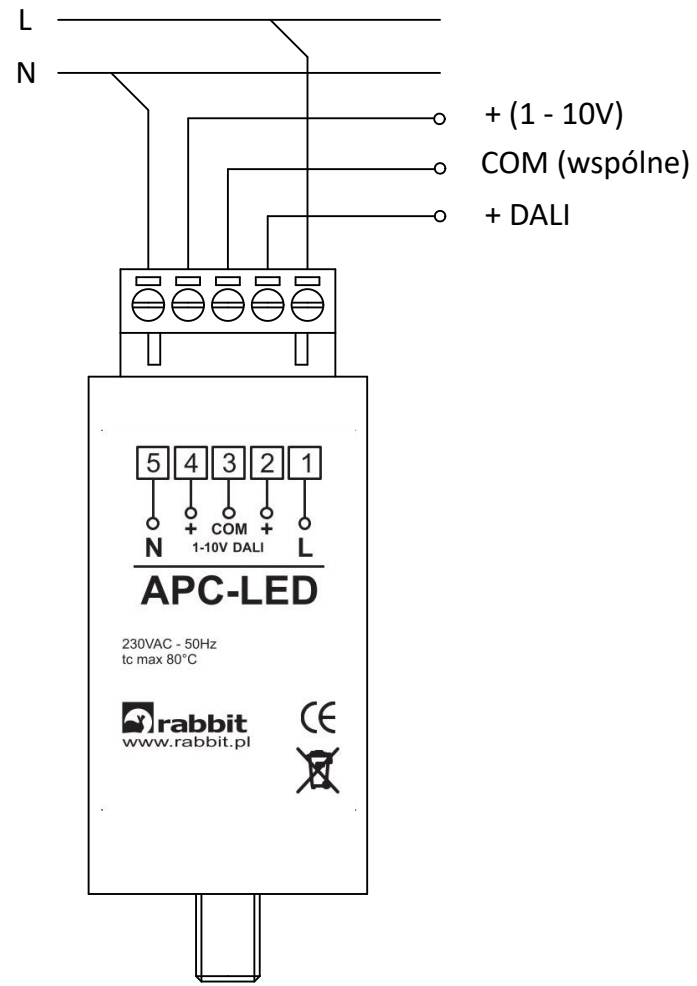 L
N
+ (1 - 10V)
COM (wspólne)
+ DALI
5 4 3 2 1
+ COM +
N 1-10V DALI L
APC-LED
230VAC - 50Hz
tc max 80°C
rabbit
www.rabbit.pl
CE